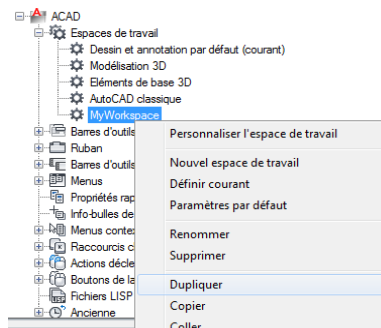 ACAD
Espaces de travail
Dessin et annotation par défaut (courant)
Modélisation 3D
Eléments de base 3D
AutoCAD classique
MyWorkspace
Barres d'outils
Ruban
Barres d'outils
Menus
Propriétés rap
Info-bulles de
Menus contex
Raccourcis c
Actions décle
Boutons de la
Fichiers LISP
Ancienne
Personnaliser l'espace de travail
Nouvel espace de travail
Définir courant
Paramètres par défaut
Renommer
Supprimer
Dupliquer
Copier
Coller